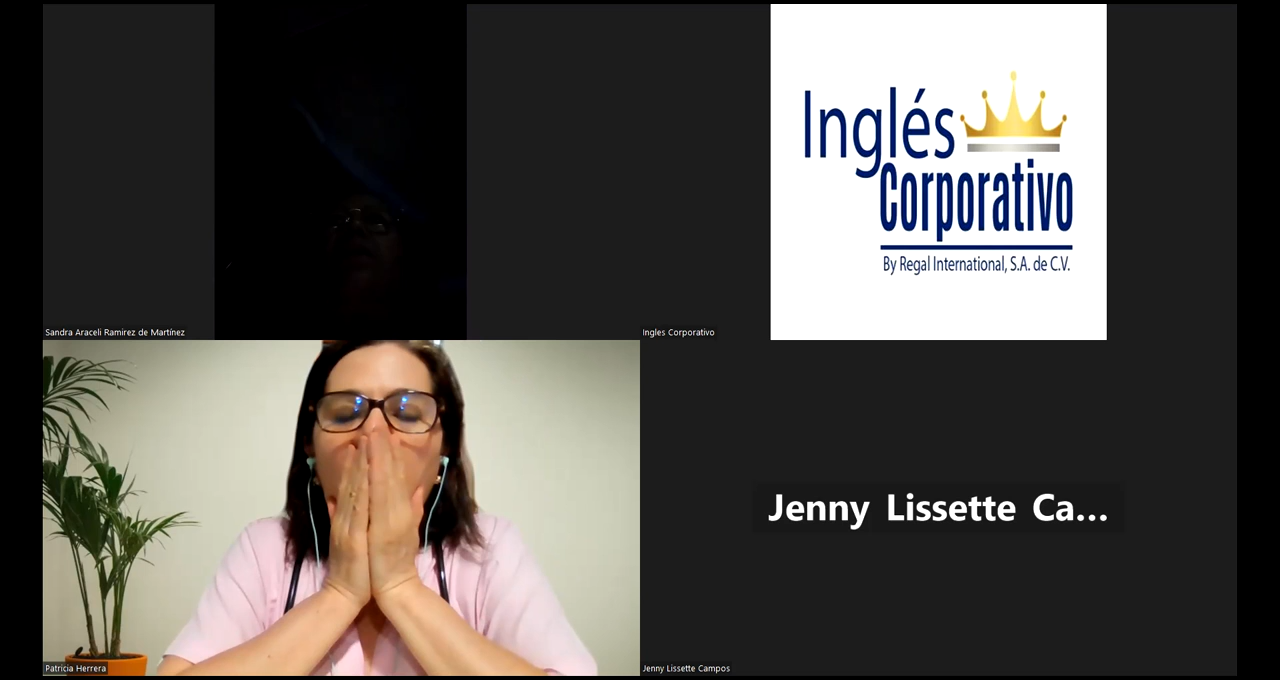 Inglés
Corporativo
By Regal International, S.A. de C.V.
Sandra Araceli Ramirez de Martínez
Ingles Corporativo
Jenny Lissette Ca...
Patricia Herrera
Jenny Lissette Campos